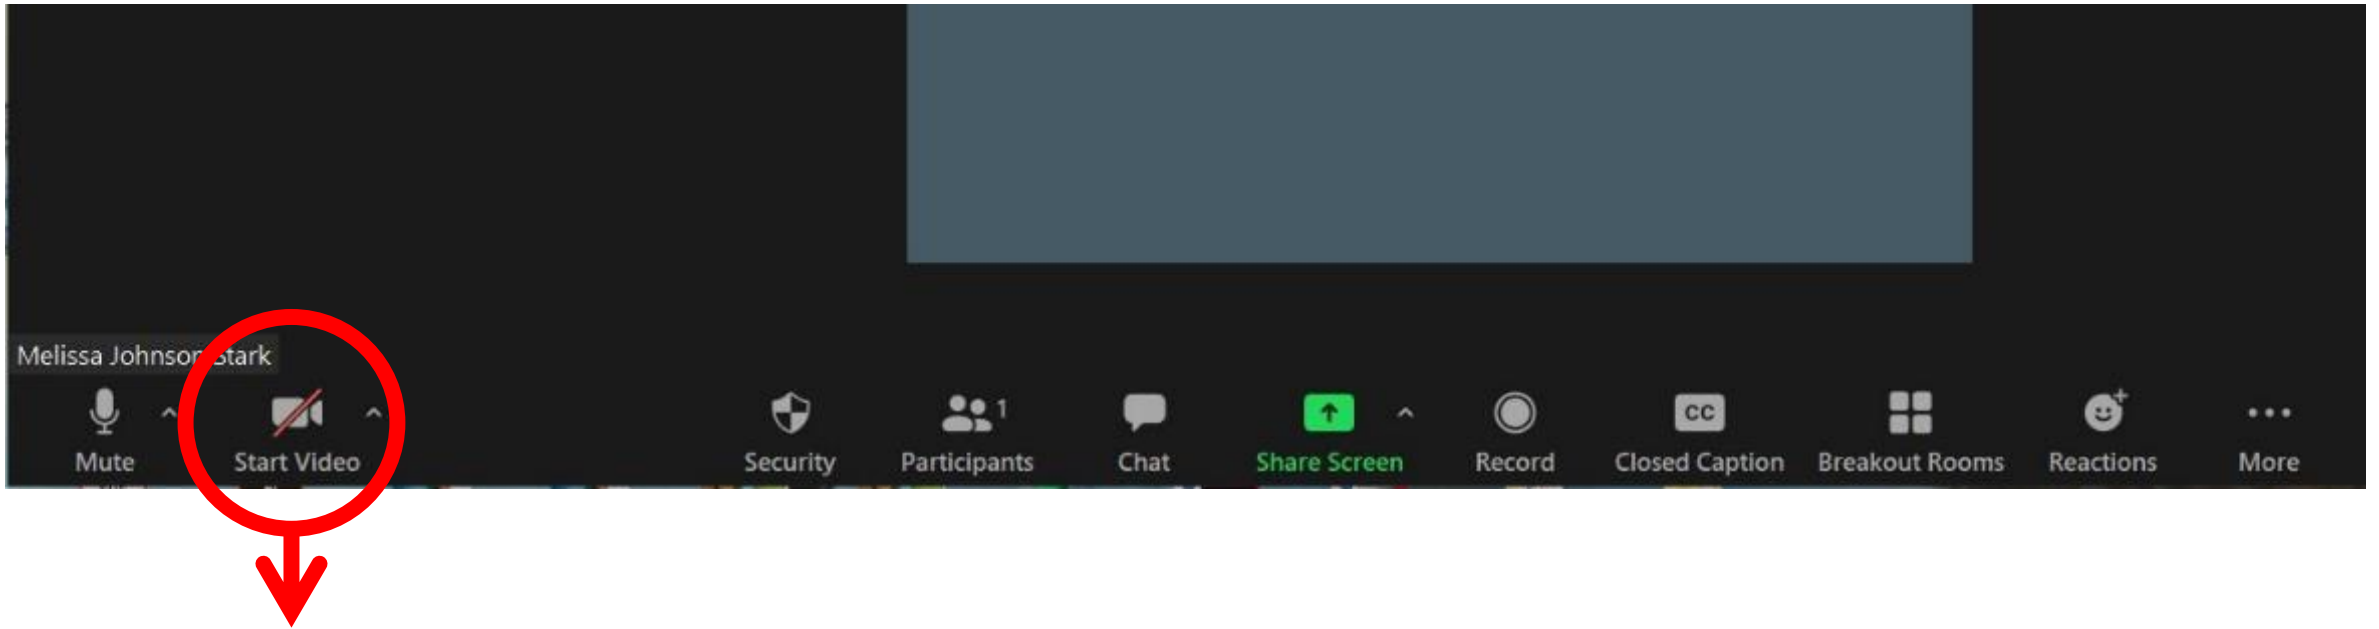 Melissa Johnson Stark
1
CC
Mute Start Video Security Participants Chat Share Screen Record Closed Caption Breakout Rooms Reactions More